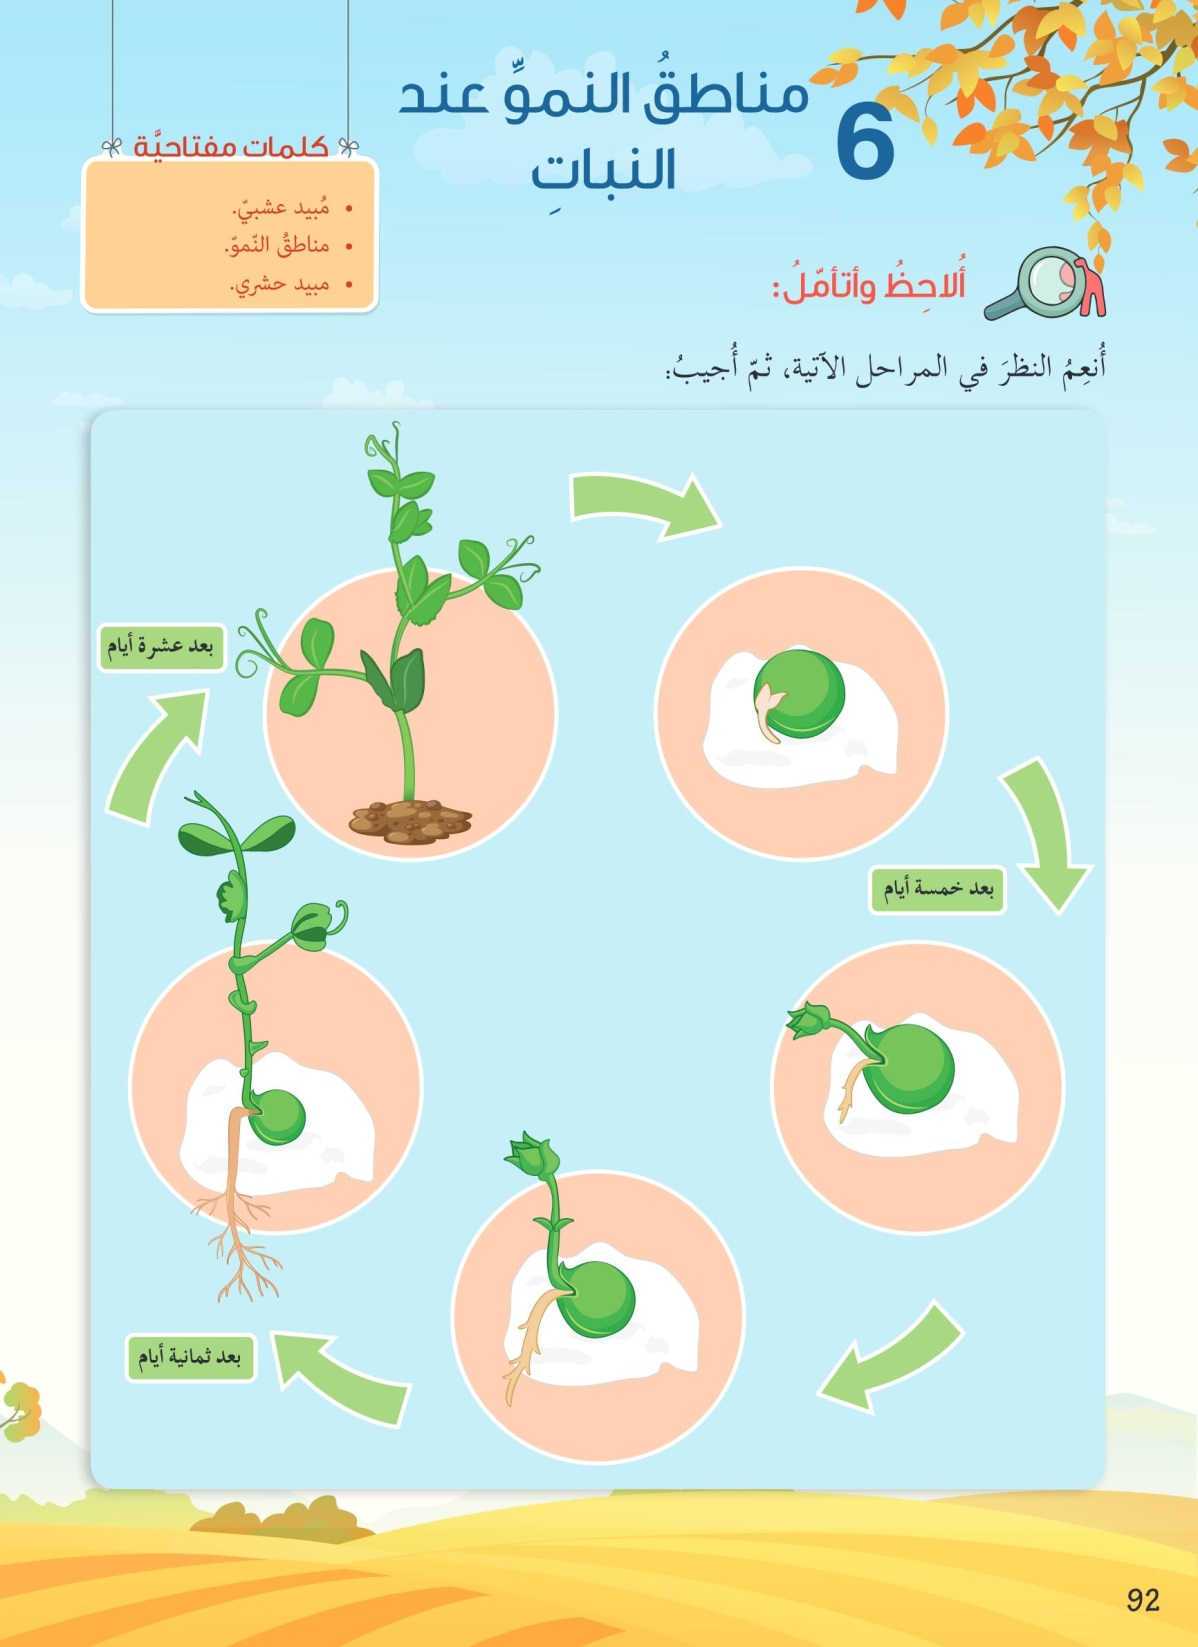 6
مناطقُ النموِّ عند
النباتِ
كلمات مفتاحيَّة
• مُبيد عشبيّ.
• مناطقُ النّموّ.
• مبيد حشري.
أُلاحِظُ وأتأمّلُ:
أُنعِمُ النظرَ في المراحل الآتية، ثمّ أُجيبُ:
بعد عشرة أيام
بعد خمسة أيام
بعد ثمانية أيام
92